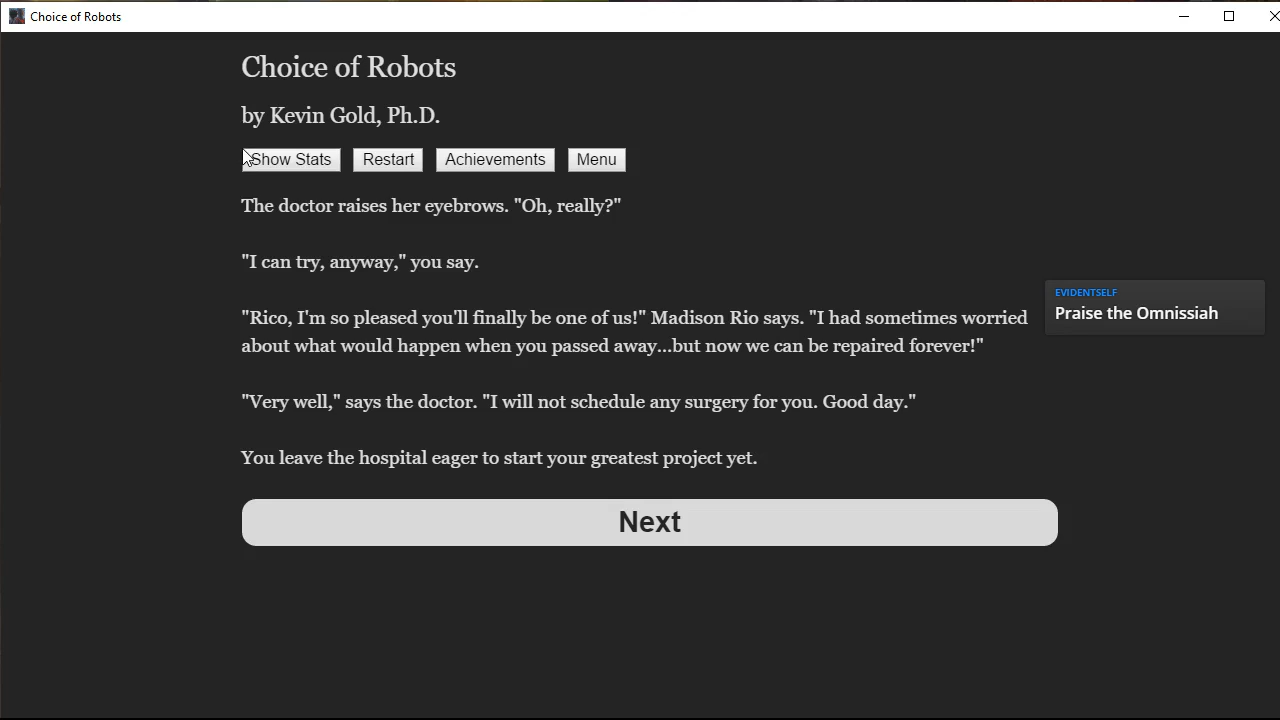 Choice of Robots
Choice of Robots
by Kevin Gold, Ph.D.
Show Stats Restart Achievements Menu
The doctor raises her eyebrows. "Oh, really?"
"I can try, anyway," you say.
EVIDENTSELF
Praise the Omnissiah
"Rico, I'm so pleased you'll finally be one of us!" Madison Rio says. "I had sometimes worried
about what would happen when you passed away...but now we can be repaired forever!"
"Very well," says the doctor. "I will not schedule any surgery for you. Good day."
You leave the hospital eager to start your greatest project yet.
Next